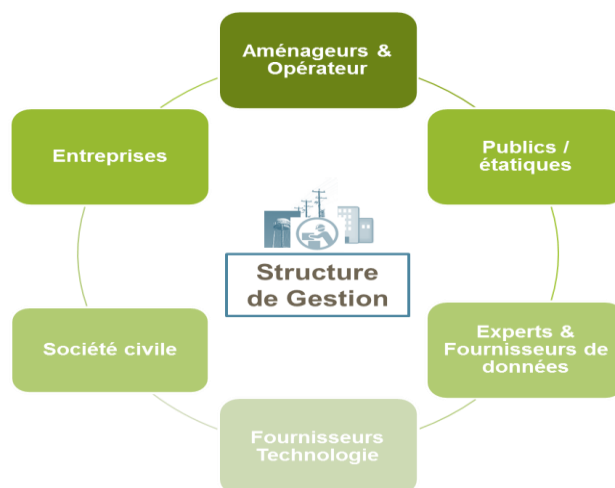 Aménageurs &
Opérateur
Entreprises
Publics /
étatiques
Structure
de Gestion
Société civile
Experts &
Fournisseurs de
données
Fournisseurs
Technologie